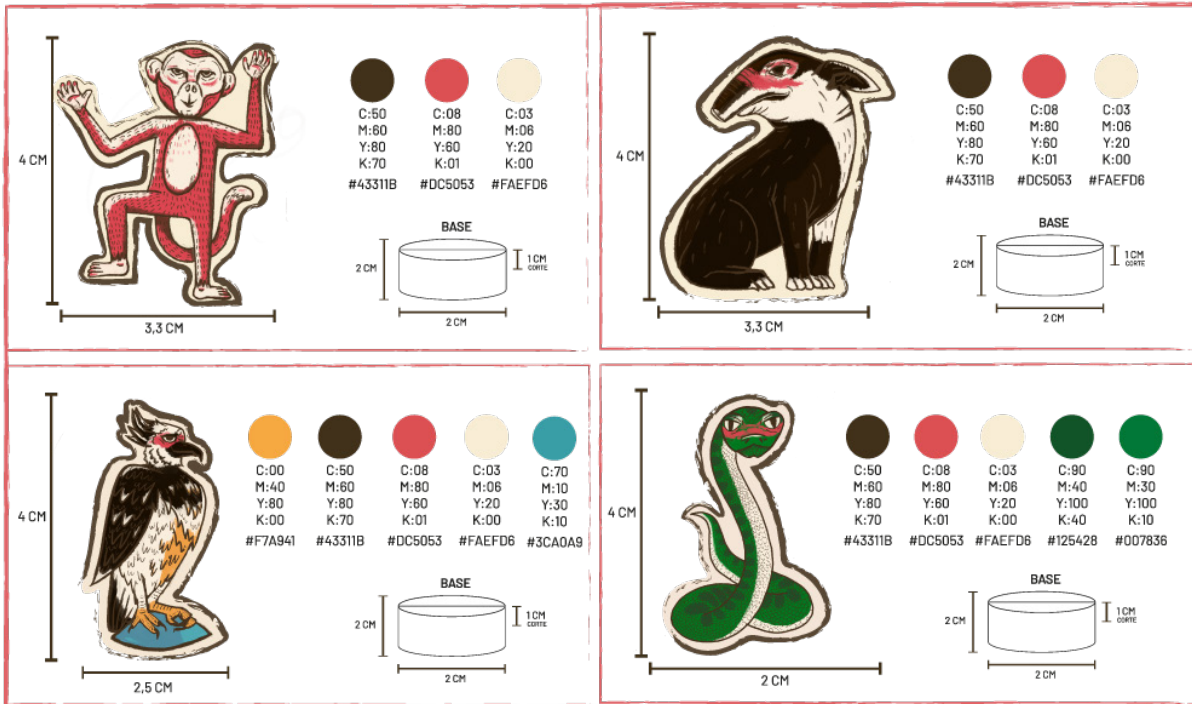 4 CM
C:50 C:08 C:03
M:60 M:80 M:06
Y:80 Y:60 Y:20
K:70 K:01 K:00
#43311B #DC5053 #FAEFD6
BASE
2 CM
1 CM
CORTE
2 CM
3,3 CM
4 CM
C:50 C:08 C:03
M:60 M:80 M:06
Y:80 Y:60 Y:20
K:70 K:01 K:00
#43311B #DC5053 #FAEFD6
BASE
2 CM
1 CM
CORTE
2 CM
3,3 CM
4 CM
C:00 C:50 C:08 C:03 C:70
M:40 M:60 M:80 M:06 M:10
Y:80 Y:80 Y:60 Y:20 Y:30
K:00 K:70 K:01 K:00 K:10
#F7A941 #43311B #DC5053 #FAEFD6 #3CA0A9
BASE
2 CM
1 CM
CORTE
2 CM
2,5 CM
4 CM
C:50 C:08 C:03 C:90 C:90
M:60 M:80 M:06 M:40 M:30
Y:80 Y:60 Y:20 Y:100 Y:100
K:70 K:01 K:00 K:40 K:10
#43311B #DC5053 #FAEFD6 #125428 #007836
BASE
2 CM
1 CM
CORTE
2 CM
2 CM